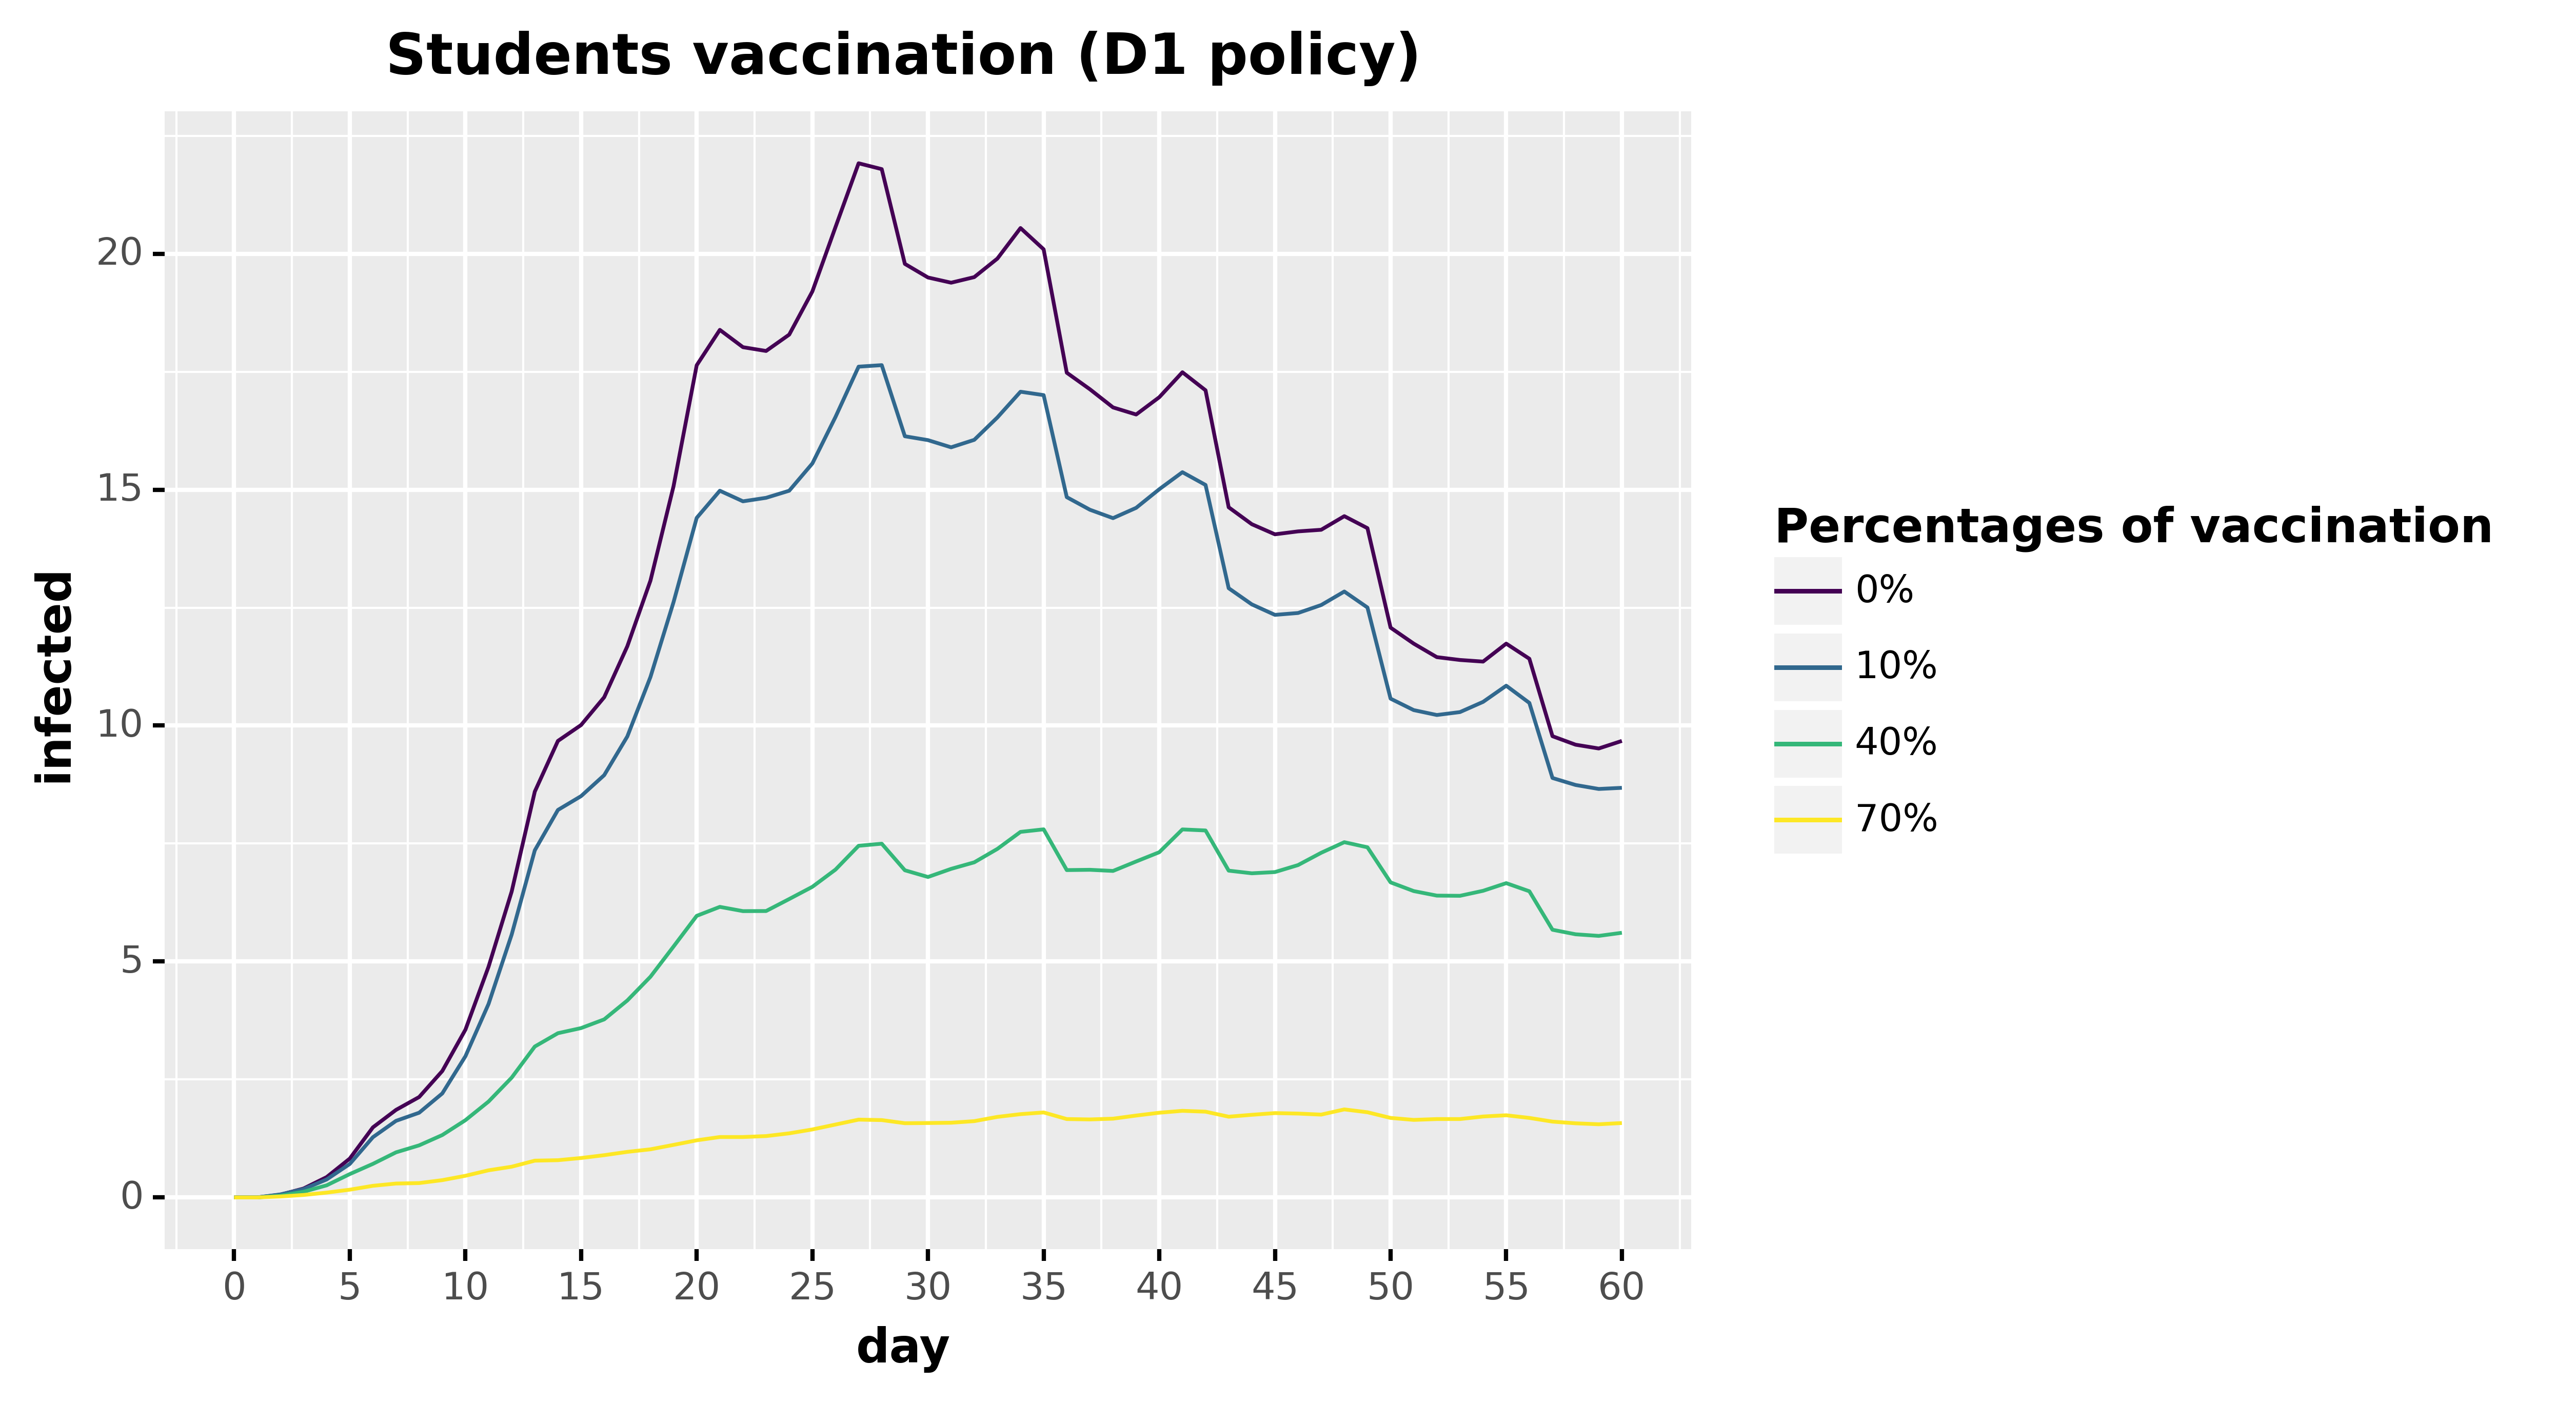 Students vaccination (D1 policy)
infected
20
15
10
5
0
0 5 10 15 20 25 30 35 40 45 50 55 60
day
Percentages of vaccination
0%
10%
40%
70%